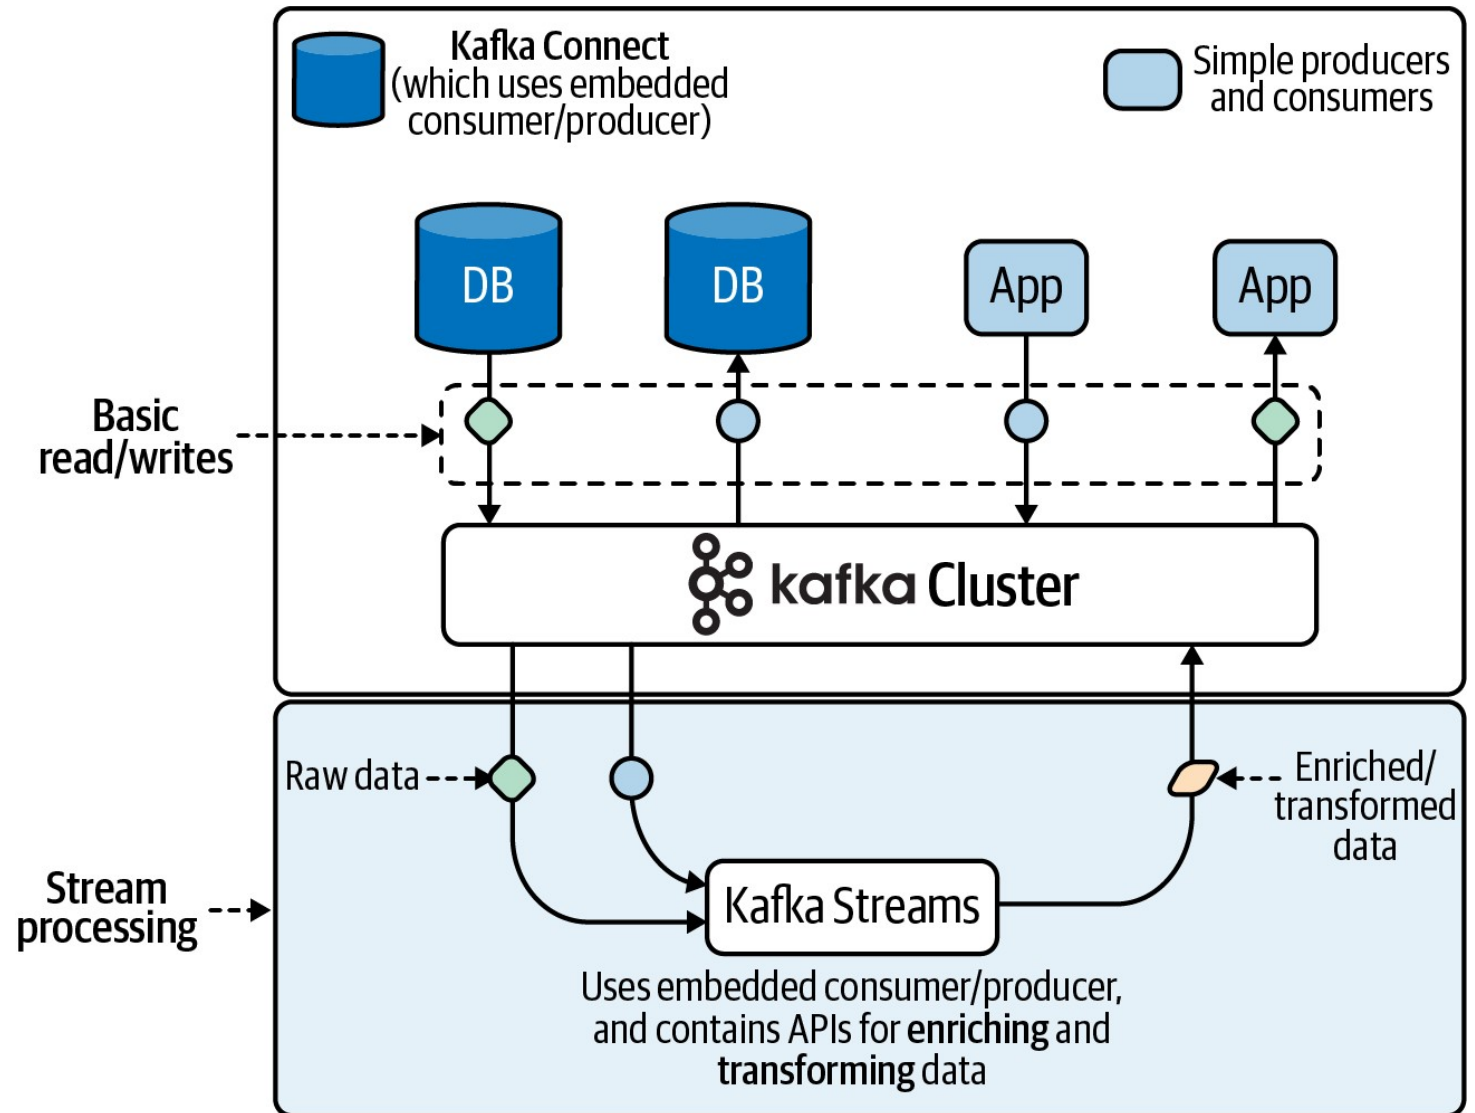 Kafka Connect
(which uses embedded
consumer/producer)
Simple producers
and consumers
DB
DB
App
App
Basic
read/writes
kafka Cluster
Raw data
Enriched/
transformed
data
Stream
processing
Kafka Streams
Uses embedded consumer/producer,
and contains APIs for enriching and
transforming data